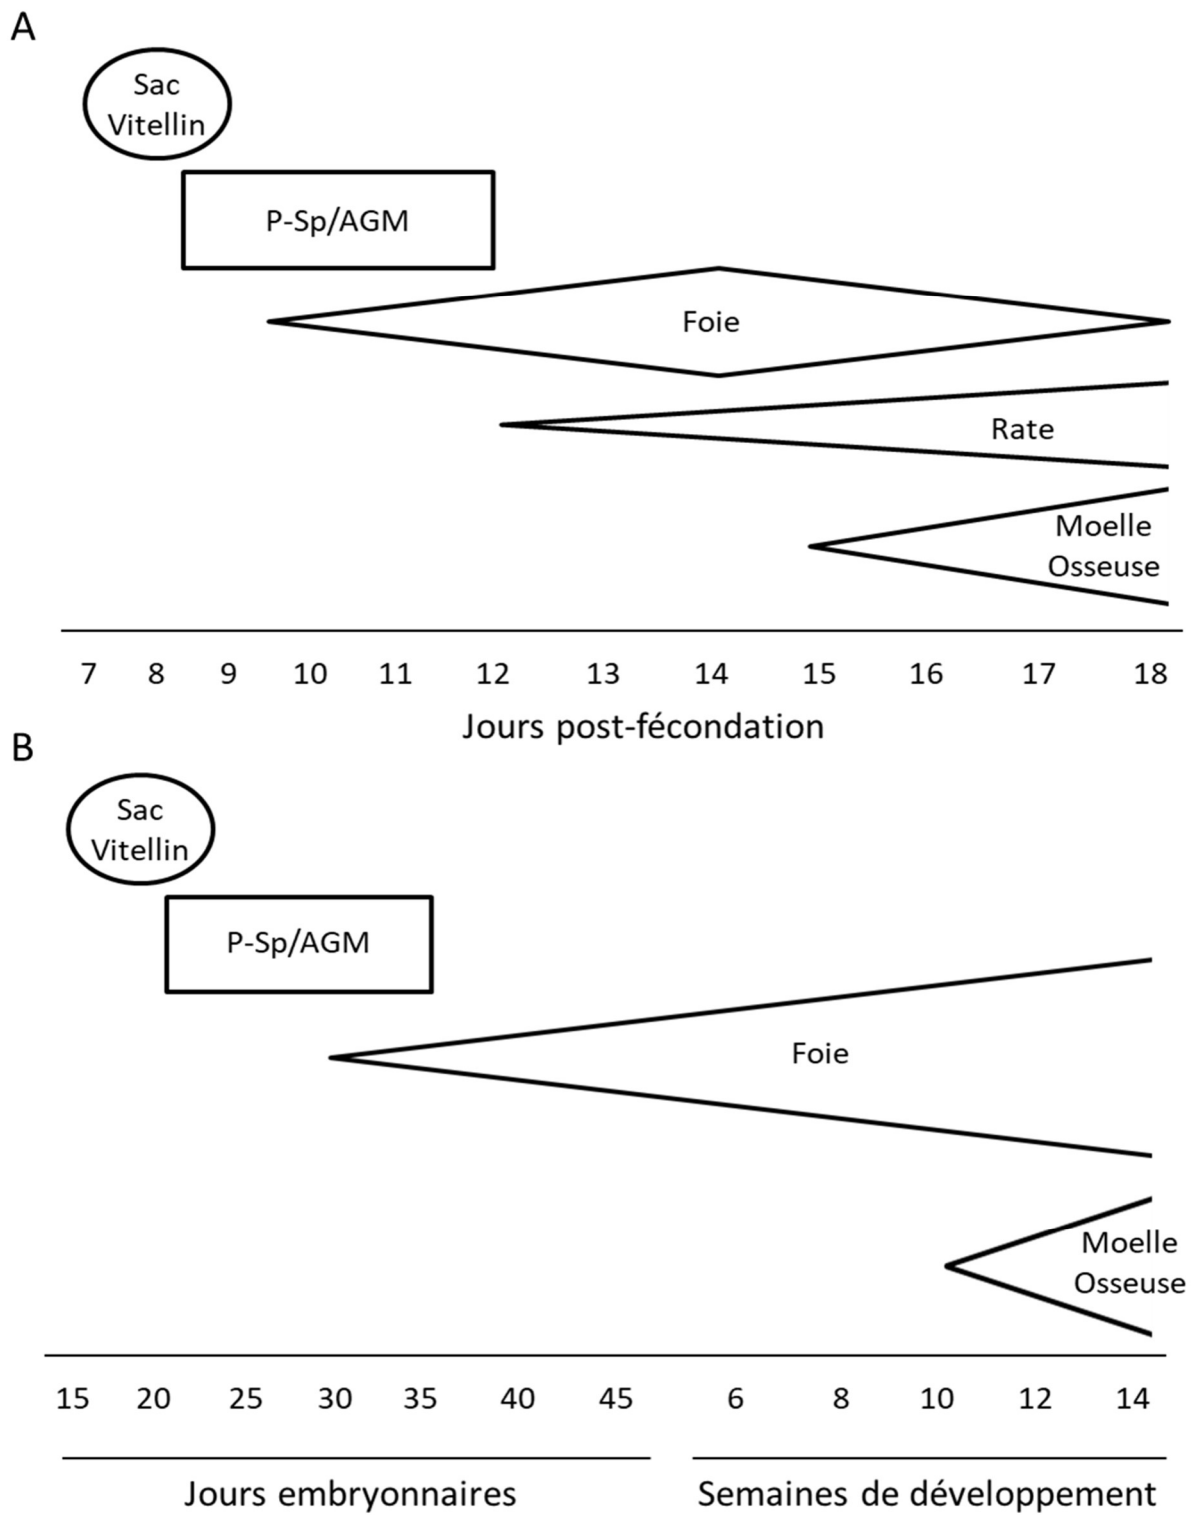 A
Sac
Vitellin
P-Sp/AGM
Foie
Rate
Moelle
Osseuse
7 8 9 10 11 12 13 14 15 16 17 18
Jours post-fécondation
B
Sac
Vitellin
P-Sp/AGM
Foie
Moelle
Osseuse
15 20 25 30 35 40 45 6 8 10 12 14
Jours embryonnaires Semaines de développement